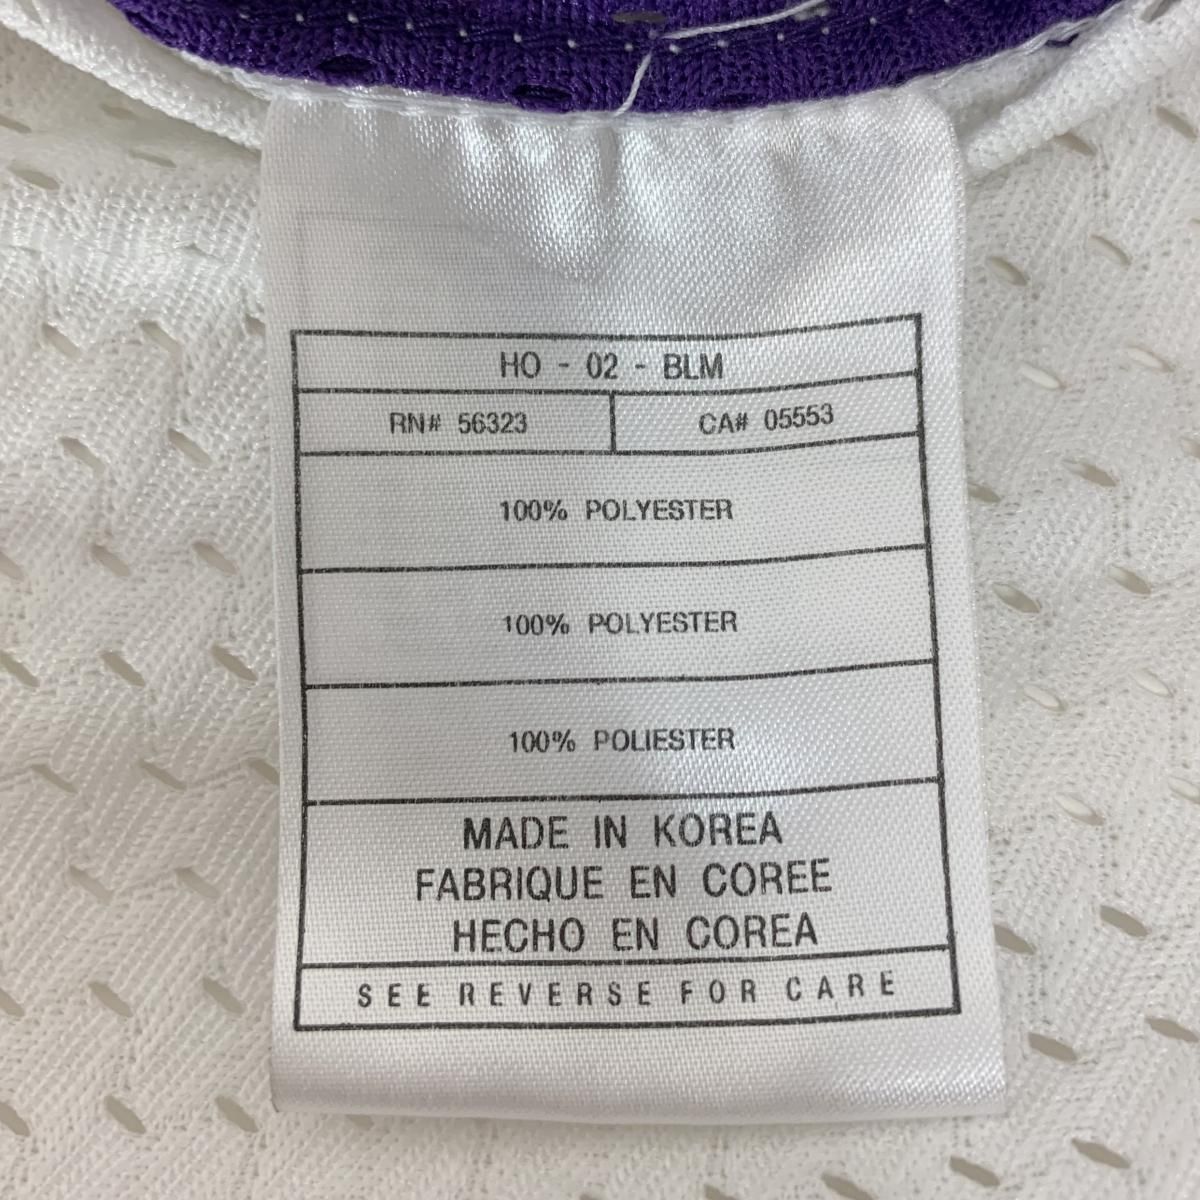 HO - 02 - BLM
RN# 56323 CA# 05553
100% POLYESTER
100% POLYESTER
100% POLIESTER
MADE IN KOREA
FABRIQUE EN COREE
HECHO EN COREA
SEE REVERSE FOR CARE